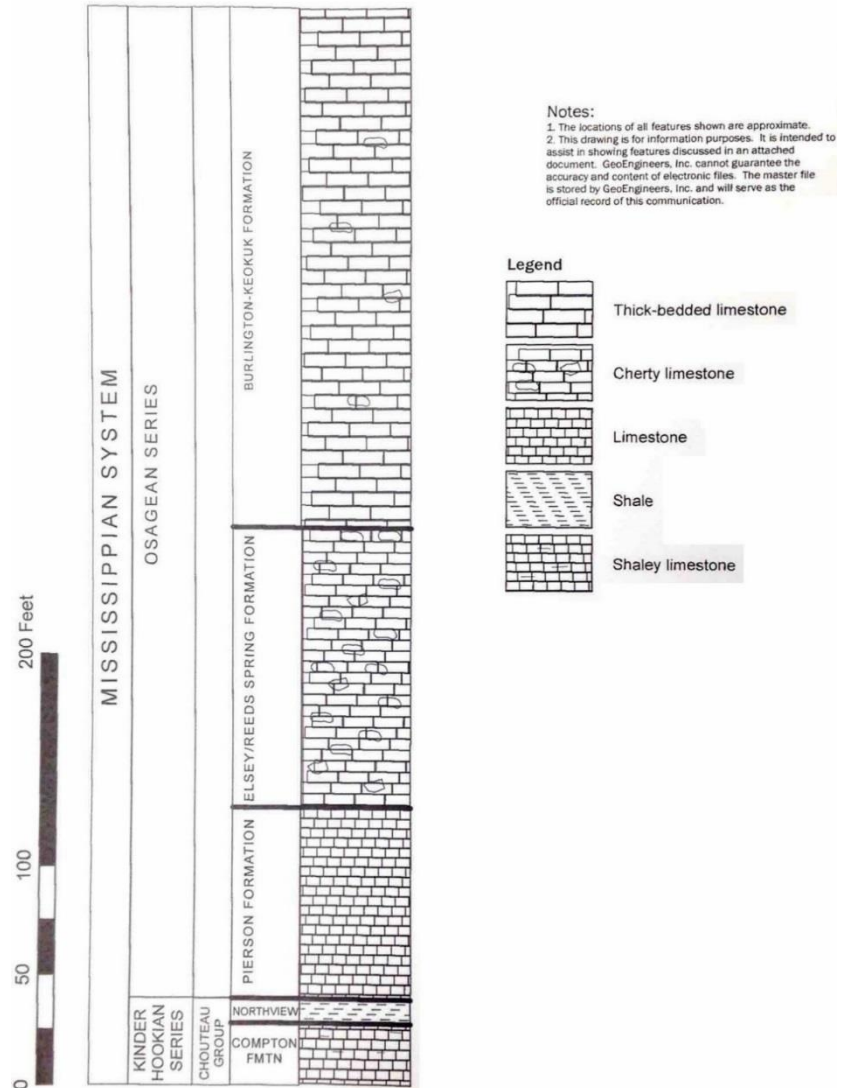 200 Feet
100
50
0
MISSISSIPPIAN SYSTEM
OSAGEAN SERIES
KINDER
HOOKIAN
SERIES
CHOUTEAU
GROUP
BURLINGTON-KEOKUK FORMATION
ELSEY/REEDS SPRING FORMATION
PIERSON FORMATION
NORTHVIEW
COMPTON
FMTN
Notes:
1. The locations of all features shown are approximate.
2. This drawing is for information purposes. It is intended to
assist in showing features discussed in an attached
document. GeoEngineers, Inc. cannot guarantee the
accuracy and content of electronic files. The master file
is stored by GeoEngineers, Inc. and will serve as the
official record of this communication.
Legend
Thick-bedded limestone
Cherty limestone
Limestone
Shale
Shaley limestone